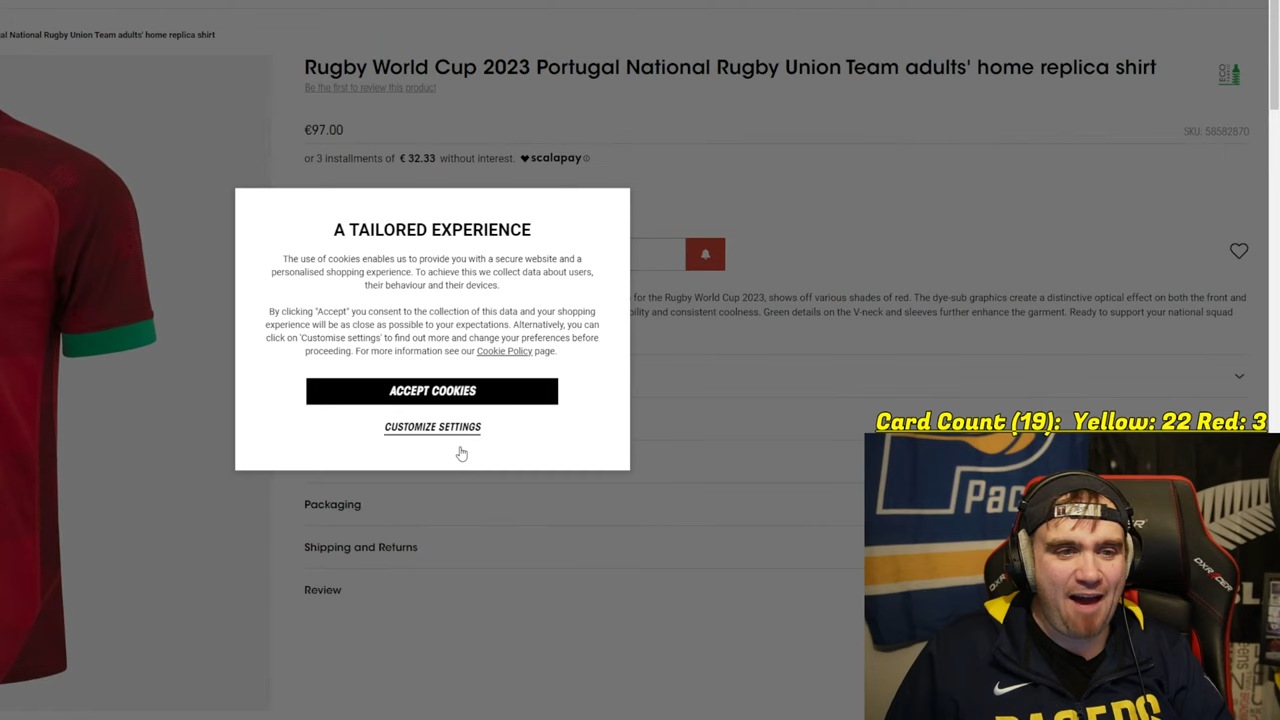 al National Rugby Union Team adults' home replica shirt
Rugby World Cup 2023 Portugal National Rugby Union Team adults' home replica shirt
Be the first to review this product
ECO
€97.00
SKU: 58582870
or 3 installments of € 32.33 without interest. scalapay
A TAILORED EXPERIENCE
The use of cookies enables us to provide you with a secure website and a
personalised shopping experience. To achieve this we collect data about users,
their behaviour and their devices.
By clicking "Accept" you consent to the collection of this data and your shopping
experience will be as close as possible to your expectations. Alternatively, you can
click on 'Customise settings' to find out more and change your preferences before
proceeding. For more information see our Cookie Policy page.
ACCEPT COOKIES
CUSTOMIZE SETTINGS
for the Rugby World Cup 2023, shows off various shades of red. The dye-sub graphics create a distinctive optical effect on both the front and
bility and consistent coolness. Green details on the V-neck and sleeves further enhance the garment. Ready to support your national squad
Packaging
Shipping and Returns
Review
Card Count (19): Yellow: 22 Red: 3
Pac
DXRACER
PACERS